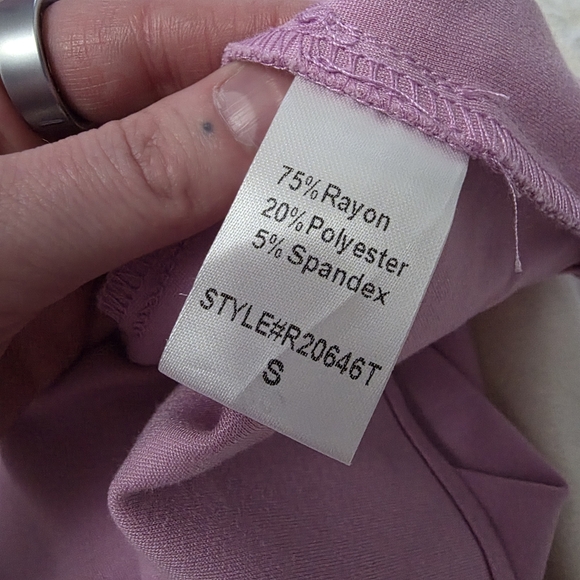 75% Rayon
20% Polyester
5% Spandex
STYLE#R20646T
S